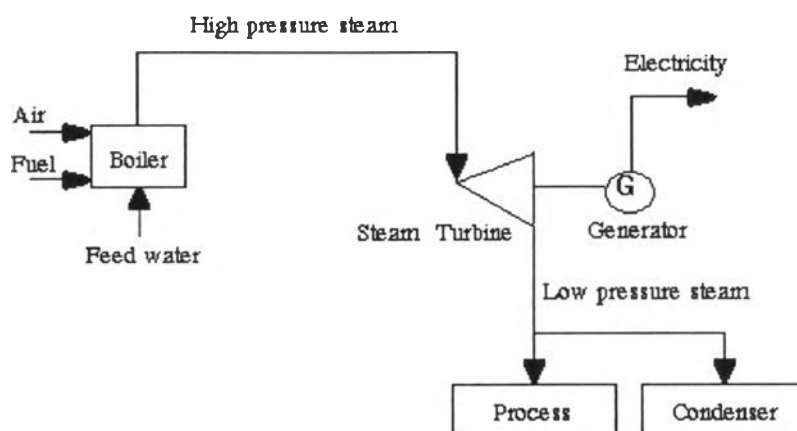 High pressure steam
Electricity
Air
Boiler
Fuel
G
Steam Turbine
Generator
Feed water
Low pressure steam
Process
Condenser